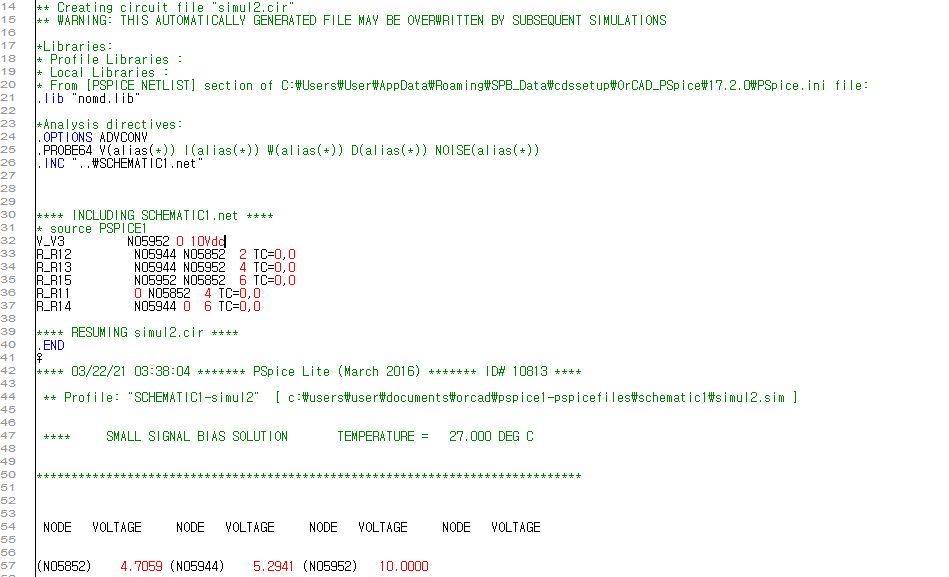 14 ** Creating circuit file "simul2.cir"
15 ** WARNING: THIS AUTOMATICALLY GENERATED FILE MAY BE OVERWRITTEN BY SUBSEQUENT SIMULATIONS
16
17 *Libraries:
18 * Profile Libraries :
19 * Local Libraries :
20 * From [PSPICE NETLIST] section of C:₩Users₩User₩AppData₩Roaming₩SPB_Data₩cdssetup₩OrCAD_PSpice₩17.2.0₩PSpice.ini file:
21 .lib "nomd.lib"
22
23 *Analysis directives:
24 .OPTIONS ADVCONV
25 .PROBE64 V(alias(*)) I(alias(*)) W(alias(*)) D(alias(*)) NOISE(alias(*))
26 .INC "..₩SCHEMATIC1.net"
27
28
29
30 **** INCLUDING SCHEMATIC1.net ****
31 * source PSPICE1
32 V_V3 N05952 0 10Vdc
33 R_R12 N05944 N05852 2 TC=0,0
34 R_R13 N05944 N05952 4 TC=0,0
35 R_R15 N05952 N05852 6 TC=0,0
36 R_R11 0 N05852 4 TC=0,0
37 R_R14 N05944 0 6 TC=0,0
38
39 **** RESUMING simul2.cir ****
40 .END
41 ♀
42 **** 03/22/21 03:38:04 ******* PSpice Lite (March 2016) ******* ID# 10813 ****
43
44 ** Profile: "SCHEMATIC1-simul2" [ c:₩users₩user₩documents₩orcad₩pspice1-pspicefiles₩schematic1₩simul2.sim ]
45
46
47 **** SMALL SIGNAL BIAS SOLUTION TEMPERATURE = 27.000 DEG C
48
49
50 ******************************************************************************
51
52
53
54 NODE VOLTAGE NODE VOLTAGE NODE VOLTAGE NODE VOLTAGE
55
56
57 (N05852) 4.7059 (N05944) 5.2941 (N05952) 10.0000